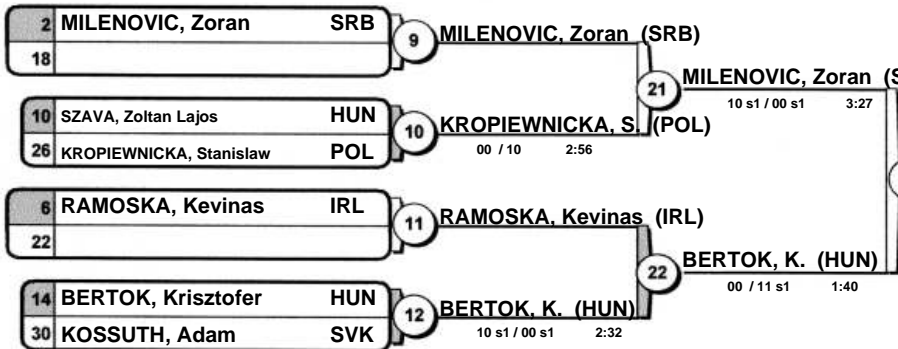 2 MILENOVIC, Zoran SRB
18
9 MILENOVIC, Zoran (SRB)
10 SZAVA, Zoltan Lajos HUN
26 KROPIEWNICKA, Stanislaw POL
10 KROPIEWNICKA, S. (POL)
00 / 10 2:56
21 MILENOVIC, Zoran (S
10 s1 / 00 s1 3:27
6 RAMOSKA, Kevinas IRL
22
11 RAMOSKA, Kevinas (IRL)
14 BERTOK, Krisztofer HUN
30 KOSSUTH, Adam SVK
12 BERTOK, K. (HUN)
10 s1 / 00 s1 2:32
22 BERTOK, K. (HUN)
00 / 11 s1 1:40